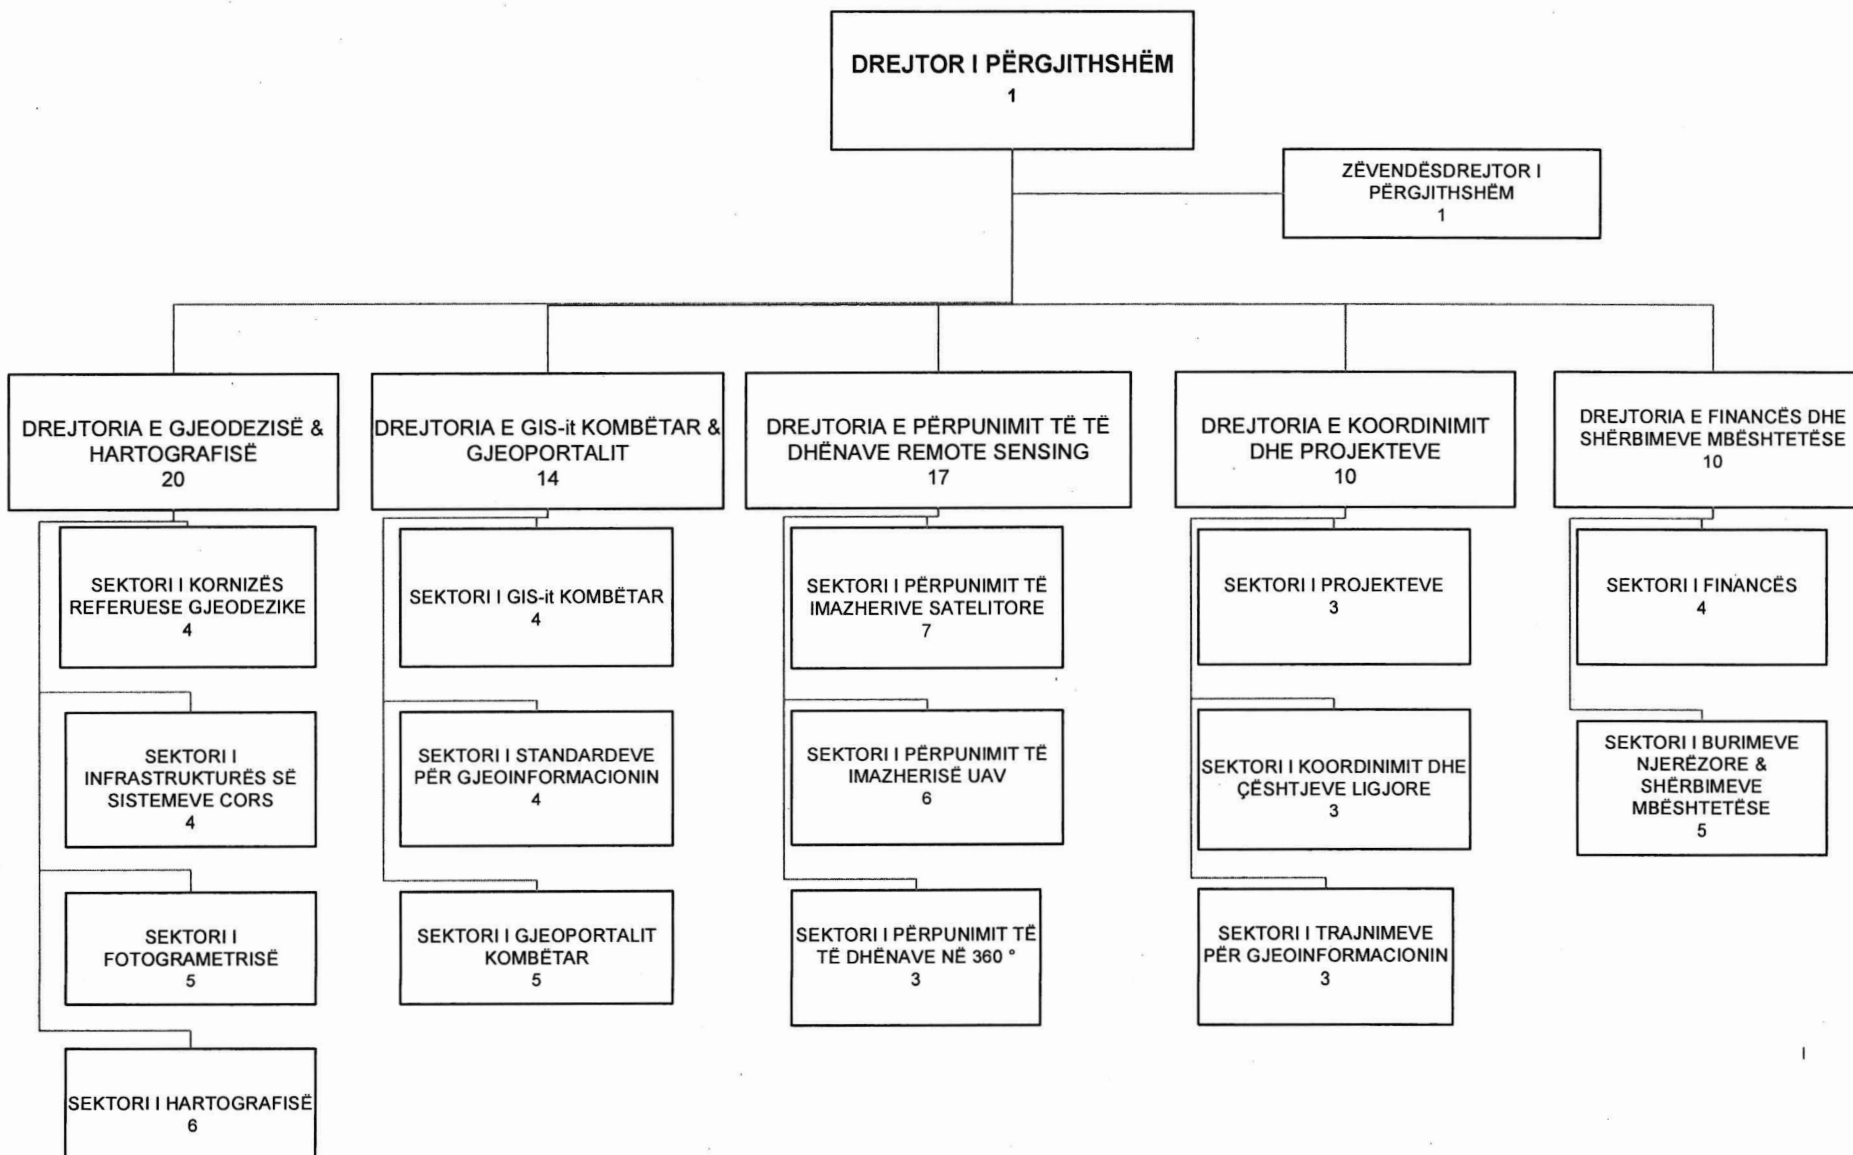 DREJTOR I PËRGJITHSHËM
1
ZËVENDËSDREJTOR I
PËRGJITHSHËM
1
DREJTORIA E GJEODEZISË &
HARTOGRAFISË
20
DREJTORIA E GIS-it KOMBËTAR &
GJEOPORTALIT
14
DREJTORIA E PËRPUNIMIT TË TË
DHËNAVE REMOTE SENSING
17
DREJTORIA E KOORDINIMIT
DHE PROJEKTEVE
10
DREJTORIA E FINANCËS DHE
SHËRBIMEVE MBËSHTETËSE
10
SEKTORI I KORNIZËS
REFERUESE GJEODEZIKE
4
SEKTORI I
INFRASTRUKTURËS SË
SISTEMEVE CORS
4
SEKTORI I
FOTOGRAMETRISË
5
SEKTORI I HARTOGRAFISË
6
SEKTORI I GIS-it KOMBËTAR
4
SEKTORI I STANDARDEVE
PËR GJEOINFORMACIONIN
4
SEKTORI I GJEOPORTALIT
KOMBËTAR
5
SEKTORI I PËRPUNIMIT TË
IMAZHERIVE SATELITORE
7
SEKTORI I PËRPUNIMIT TË
IMAZHERISË UAV
6
SEKTORI I PËRPUNIMIT TË
TË DHËNAVE NË 360 °
3
SEKTORI I PROJEKTEVE
3
SEKTORI I KOORDINIMIT DHE
ÇËSHTJEVE LIGJORE
3
SEKTORI I TRAJNIMEVE
PËR GJEOINFORMACIONIN
3
SEKTORI I FINANCËS
4
SEKTORI I BURIMEVE
NJERËZORE &
SHËRBIMEVE
MBËSHTETËSE
5